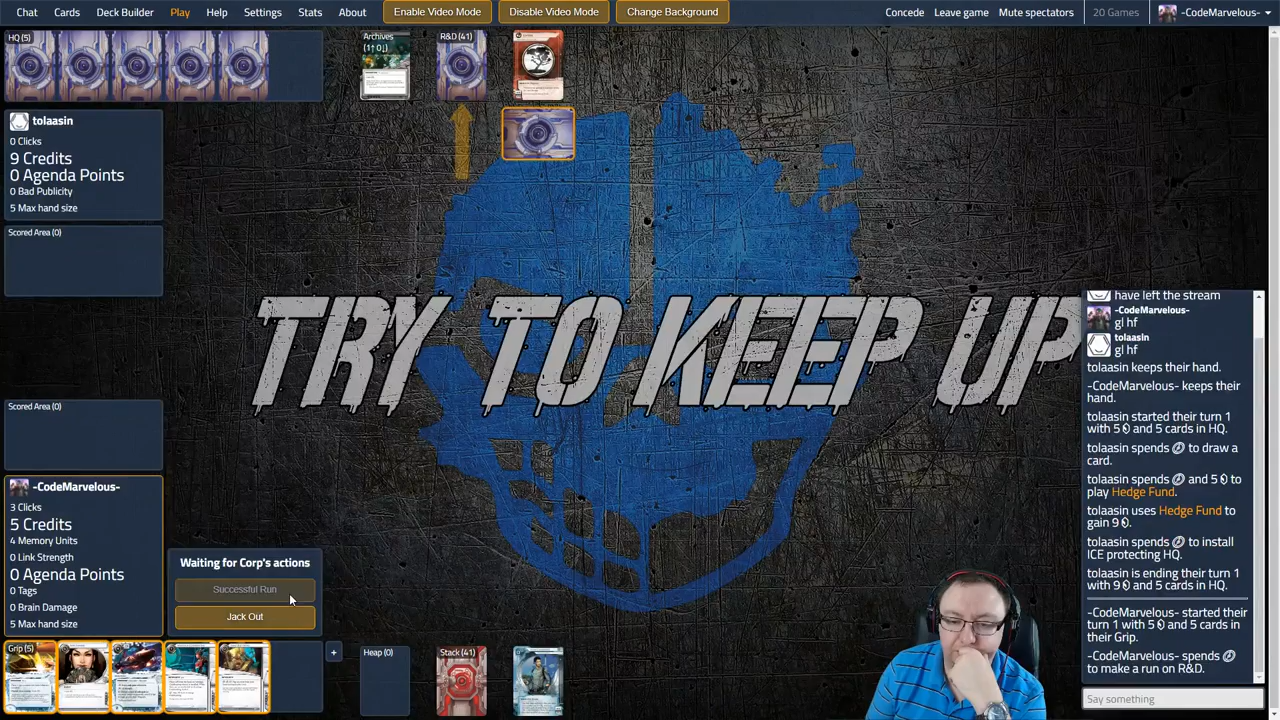 Chat Cards Deck Builder Play Help Settings Stats About Enable Video Mode Disable Video Mode Change Background Concede Leave Game Mute spectators 20 Games -CodeMarvelous-
HQ (5)
Archives
(1↑ 0↓)
R&D (41)
tolaasin
0 Clicks
9 Credits
0 Agenda Points
0 Bad Publicity
5 Max hand size
Scored Area (0)
TRY TO KEEP UP
Scored Area (0)
-CodeMarvelous-
3 Clicks
5 Credits
4 Memory Units
0 Link Strength
0 Agenda Points
0 Tags
0 Brain Damage
5 Max hand size
Waiting for Corp's actions
Successful Run
Jack Out
Grip (5)
+
Heap (0)
Stack (41)
have left the stream
-CodeMarvelous-
gl hf
tolaasin
gl hf
tolaasin keeps their hand.
-CodeMarvelous- keeps their
hand.
tolaasin started their turn 1
with 5 and 5 cards in HQ.
tolaasin spends to draw a
card.
tolaasin spends and 5 to
play Hedge Fund.
tolaasin uses Hedge Fund to
gain 9.
tolaasin spends to install
ICE protecting HQ.
tolaasin is ending their turn 1
with 9 and 5 cards in HQ.
-CodeMarvelous- started their
turn 1 with 5 and 5 cards in
their Grip.
-CodeMarvelous- spends
to make a run on R&D.
Say something